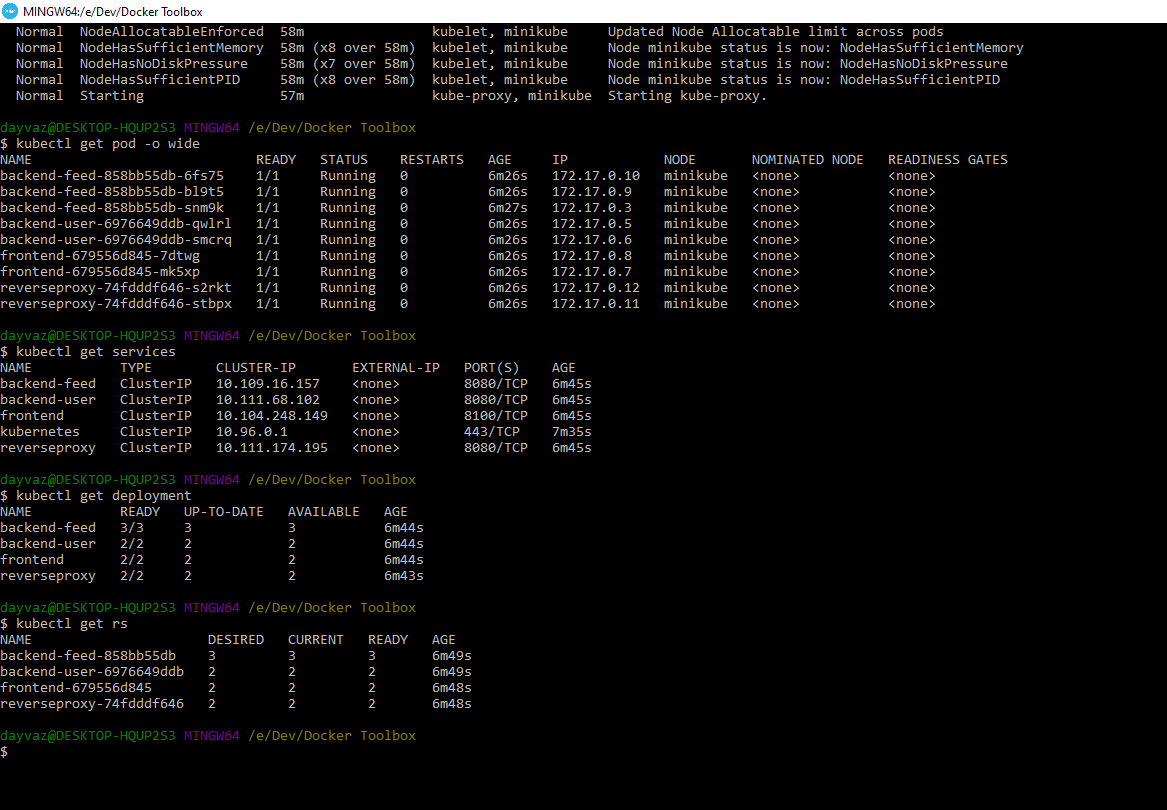 MINGW64:/e/Dev/Docker Toolbox
Normal  NodeAllocatableEnforced  58m                kubelet, minikube     Updated Node Allocatable limit across pods
Normal  NodeHasSufficientMemory  58m (x8 over 58m)  kubelet, minikube     Node minikube status is now: NodeHasSufficientMemory
Normal  NodeHasNoDiskPressure    58m (x7 over 58m)  kubelet, minikube     Node minikube status is now: NodeHasNoDiskPressure
Normal  NodeHasSufficientPID     58m (x8 over 58m)  kubelet, minikube     Node minikube status is now: NodeHasSufficientPID
Normal  Starting                 57m                kube-proxy, minikube  Starting kube-proxy.
dayvaz@DESKTOP-HQUP2S3 MINGW64 /e/Dev/Docker Toolbox
$ kubectl get pod -o wide
NAME                            READY   STATUS    RESTARTS   AGE     IP            NODE       NOMINATED NODE   READINESS GATES
backend-feed-858bb55db-6fs75    1/1     Running   0          6m26s   172.17.0.10   minikube   <none>           <none>
backend-feed-858bb55db-bl9t5    1/1     Running   0          6m26s   172.17.0.9    minikube   <none>           <none>
backend-feed-858bb55db-snm9k    1/1     Running   0          6m27s   172.17.0.3    minikube   <none>           <none>
backend-user-6976649ddb-qwlrl   1/1     Running   0          6m26s   172.17.0.5    minikube   <none>           <none>
backend-user-6976649ddb-smcrq   1/1     Running   0          6m26s   172.17.0.6    minikube   <none>           <none>
frontend-679556d845-7dtwg       1/1     Running   0          6m26s   172.17.0.8    minikube   <none>           <none>
frontend-679556d845-mk5xp       1/1     Running   0          6m26s   172.17.0.7    minikube   <none>           <none>
reverseproxy-74fdddf646-s2rkt   1/1     Running   0          6m26s   172.17.0.12   minikube   <none>           <none>
reverseproxy-74fdddf646-stbpx   1/1     Running   0          6m26s   172.17.0.11   minikube   <none>           <none>
dayvaz@DESKTOP-HQUP2S3 MINGW64 /e/Dev/Docker Toolbox
$ kubectl get services
NAME           TYPE        CLUSTER-IP       EXTERNAL-IP   PORT(S)    AGE
backend-feed   ClusterIP   10.109.16.157    <none>        8080/TCP   6m45s
backend-user   ClusterIP   10.111.68.102    <none>        8080/TCP   6m45s
frontend       ClusterIP   10.104.248.149   <none>        8100/TCP   6m45s
kubernetes     ClusterIP   10.96.0.1        <none>        443/TCP    7m35s
reverseproxy   ClusterIP   10.111.174.195   <none>        8080/TCP   6m45s
dayvaz@DESKTOP-HQUP2S3 MINGW64 /e/Dev/Docker Toolbox
$ kubectl get deployment
NAME           READY   UP-TO-DATE   AVAILABLE   AGE
backend-feed   3/3     3            3           6m44s
backend-user   2/2     2            2           6m44s
frontend       2/2     2            2           6m44s
reverseproxy   2/2     2            2           6m43s
dayvaz@DESKTOP-HQUP2S3 MINGW64 /e/Dev/Docker Toolbox
$ kubectl get rs
NAME                      DESIRED   CURRENT   READY   AGE
backend-feed-858bb55db    3         3         3       6m49s
backend-user-6976649ddb   2         2         2       6m49s
frontend-679556d845       2         2         2       6m48s
reverseproxy-74fdddf646   2         2         2       6m48s
dayvaz@DESKTOP-HQUP2S3 MINGW64 /e/Dev/Docker Toolbox
$